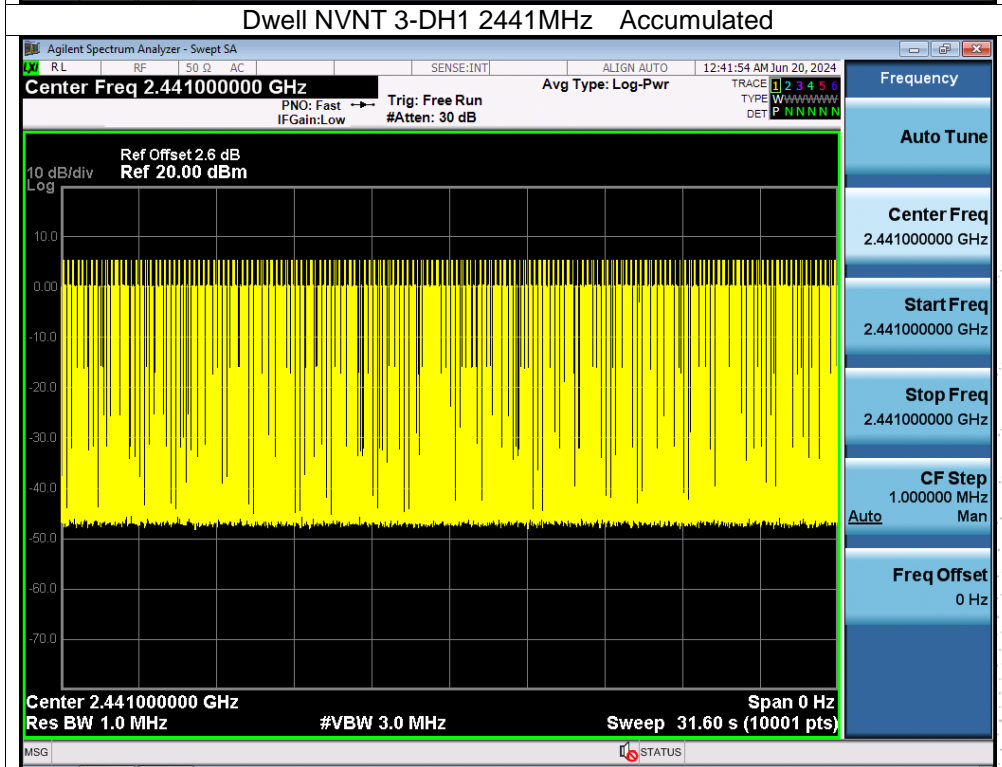 Dwell NVNT 3-DH1 2441MHz Accumulated
Agilent Spectrum Analyzer - Swept SA
LXI RL RF 50 Ω AC SENSE:INT ALIGN AUTO 12:41:54 AM Jun 20, 2024
Center Freq 2.441000000 GHz
PNO: Fast
IFGain:Low
Trig: Free Run
#Atten: 30 dB
Avg Type: Log-Pwr
TRACE 1 2 3 4 5 6
TYPE WWWWWW
DET P N N N N N
Ref Offset 2.6 dB
10 dB/div Ref 20.00 dBm
Log
10.0
0.00
-10.0
-20.0
-30.0
-40.0
-50.0
-60.0
-70.0
Center 2.441000000 GHz Span 0 Hz
Res BW 1.0 MHz #VBW 3.0 MHz Sweep 31.60 s (10001 pts)
MSG STATUS
Frequency
Auto Tune
Center Freq
2.441000000 GHz
Start Freq
2.441000000 GHz
Stop Freq
2.441000000 GHz
CF Step
1.000000 MHz
Auto Man
Freq Offset
0 Hz